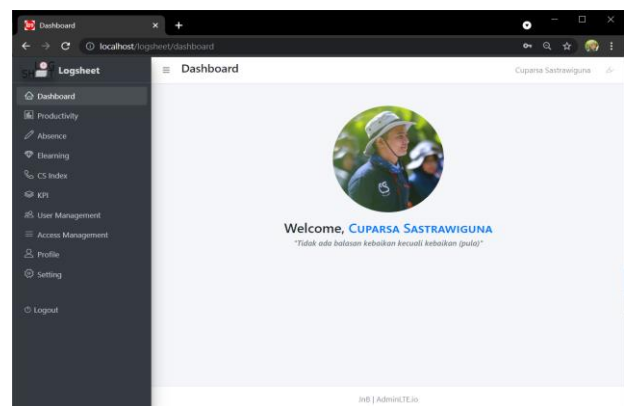 Dashboard
localhost/logsheet/dashboard
Logsheet
Dashboard
Cuparsa Sastrawiguna
Dashboard
Productivity
Absence
Elearning
CS Index
KPI
User Management
Access Management
Profile
Setting
Logout
Welcome, CUPARSA SASTRAWIGUNA
"Tidak ada balasan kebaikan kecuali kebaikan (pula)"
| AdminLTE.io